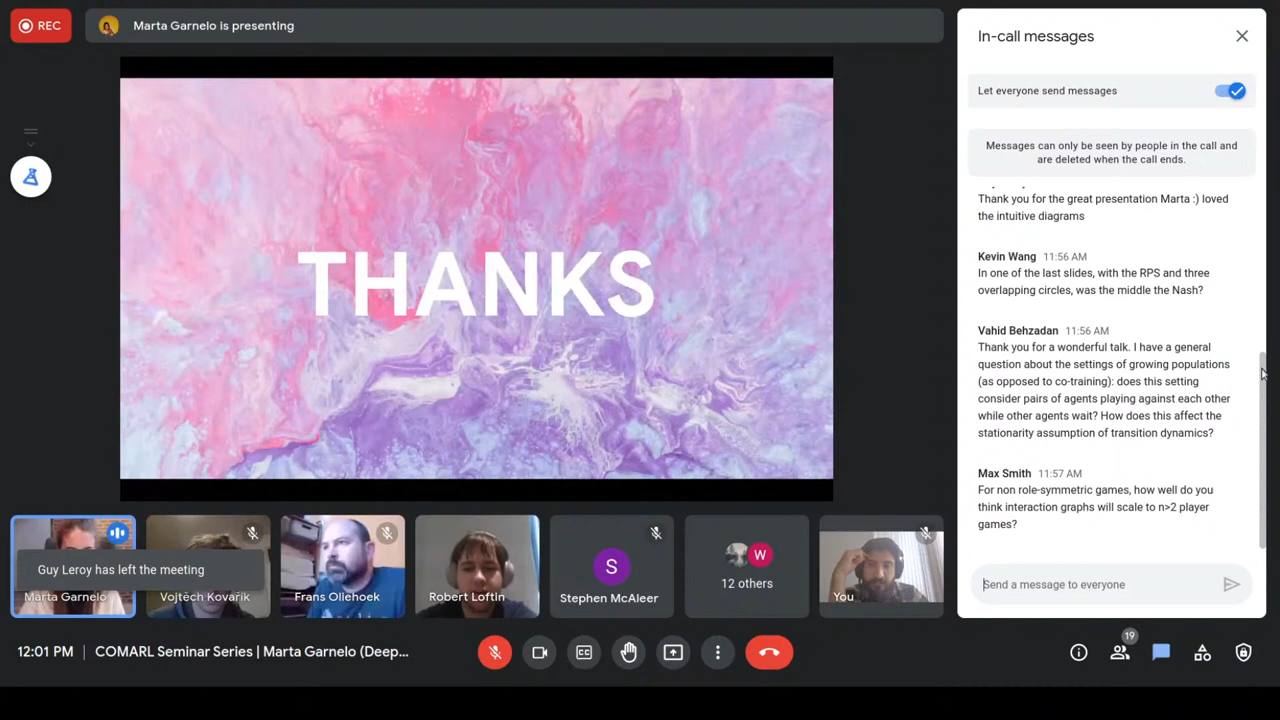 REC
Marta Garnelo is presenting
THANKS
Guy Leroy has left the meeting
Marta Garnelo
Vojtěch Kovařík
Frans Oliehoek
Robert Loftin
S
Stephen McAleer
W
12 others
You
12:01 PM | COMARL Seminar Series | Marta Garnelo (Deep...
In-call messages
Let everyone send messages
Messages can only be seen by people in the call and
are deleted when the call ends.
Thank you for the great presentation Marta :) loved
the intuitive diagrams
Kevin Wang 11:56 AM
In one of the last slides, with the RPS and three
overlapping circles, was the middle the Nash?
Vahid Behzadan 11:56 AM
Thank you for a wonderful talk. I have a general
question about the settings of growing populations
(as opposed to co-training): does this setting
consider pairs of agents playing against each other
while other agents wait? How does this affect the
stationarity assumption of transition dynamics?
Max Smith 11:57 AM
For non role-symmetric games, how well do you
think interaction graphs will scale to n>2 player
games?
Send a message to everyone
19